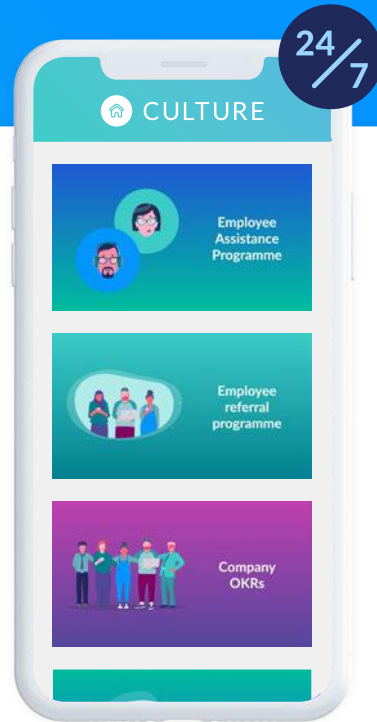 24/7
CULTURE
Employee
Assistance
Programme
Employee
referral
programme
Company
OKRs